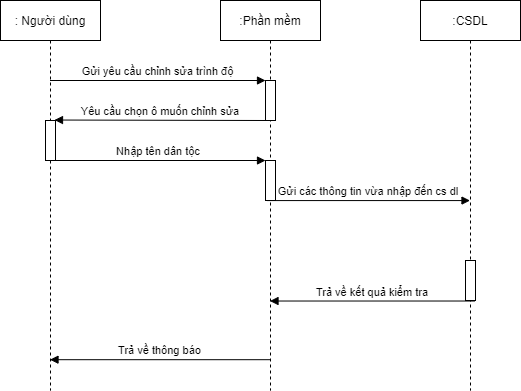 : Người dùng
:Phần mềm
:CSDL
Gửi yêu cầu chỉnh sửa trình độ
Yêu cầu chọn ô muốn chỉnh sửa
Nhập tên dân tộc
Gửi các thông tin vừa nhập đến cs dl
Trả về kết quả kiểm tra
Trả về thông báo